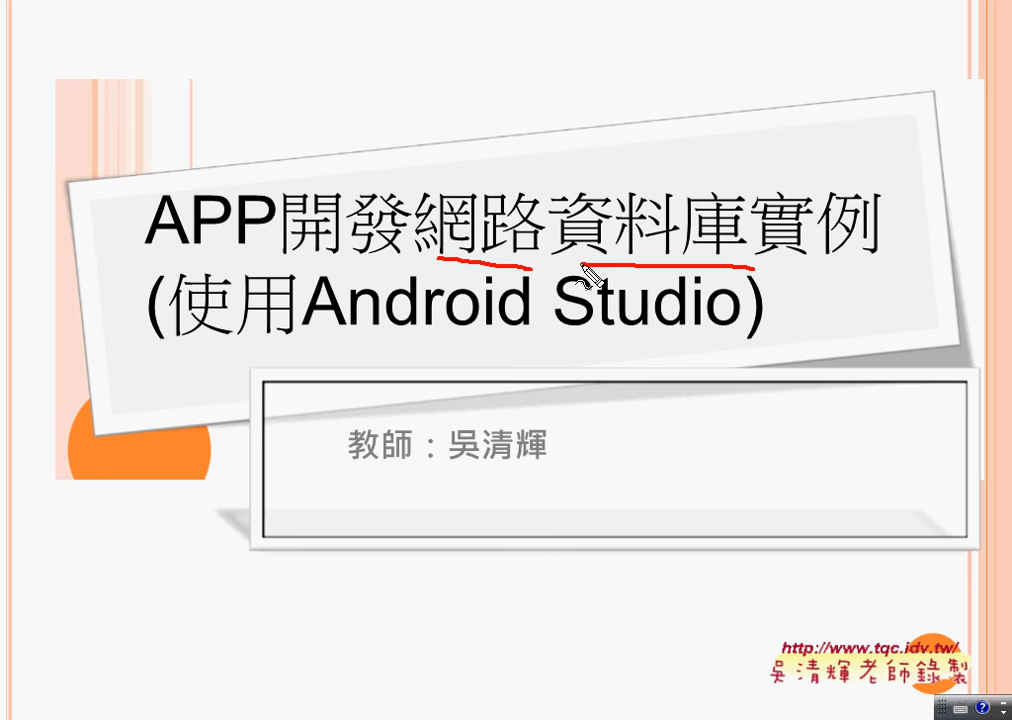 APP開發網路資料庫實例
(使用Android Studio)
教師：吳清輝
http://www.tqc.idv.tw/
吳清輝老師錄製